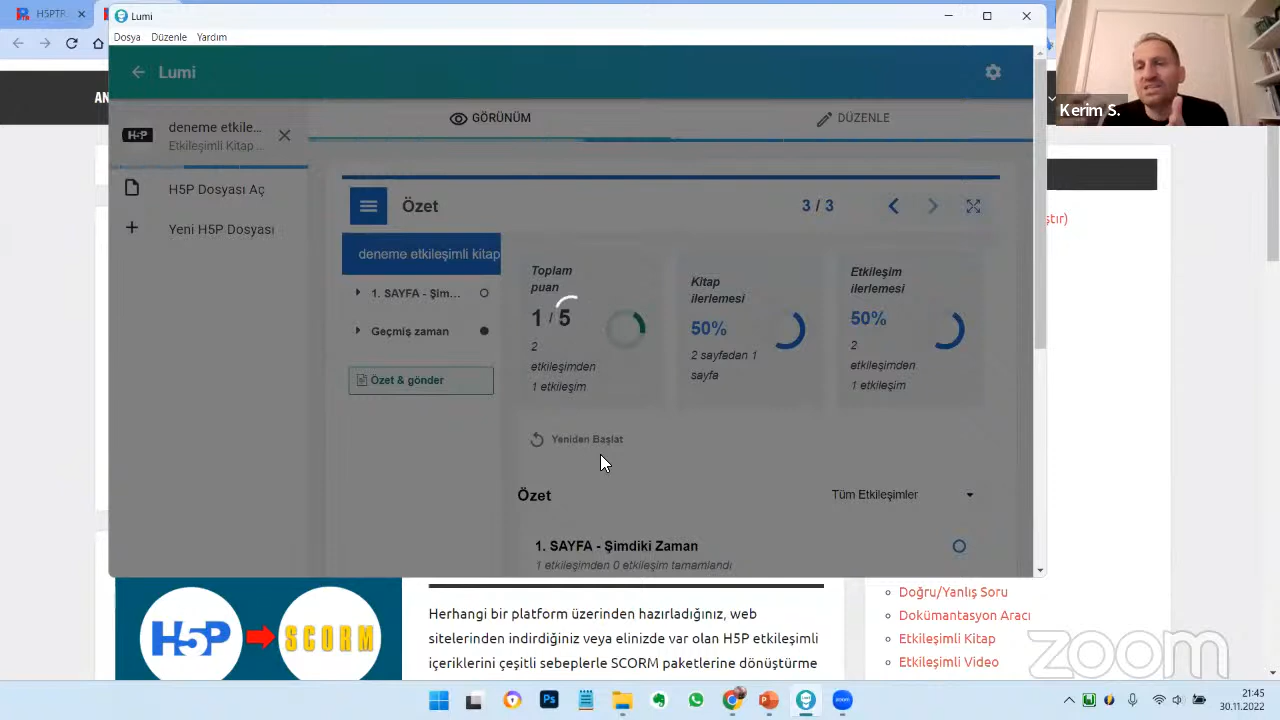 H5PTR
Lumi
Dosya Düzenle Yardım
AN
Lumi
Kerim S.
H5P
deneme etkile...
Etkileşimli Kitap ...
GÖRÜNÜM
DÜZENLE
H5P Dosyası Aç
Yeni H5P Dosyası
Özet
3 / 3
ştır)
deneme etkileşimli kitap
1. SAYFA - Şim...
Geçmiş zaman
Özet & gönder
Toplam
puan
1 / 5
2
etkileşimden
1 etkileşim
Kitap
ilerlemesi
50%
2 sayfadan 1
sayfa
Etkileşim
ilerlemesi
50%
2
etkileşimden
1 etkileşim
Yeniden Başlat
Özet
Tüm Etkileşimler
1. SAYFA - Şimdiki Zaman
1 etkileşimden 0 etkileşim tamamlandı
H5P
SCORM
Herhangi bir platform üzerinden hazırladığınız, web
sitelerinden indirdiğiniz veya elinizde var olan H5P etkileşimli
içeriklerini çeşitli sebeplerle SCORM paketlerine dönüştürme
Doğru/Yanlış Soru
Dokümantasyon Aracı
Etkileşimli Kitap
Etkileşimli Video
zoom
Ps
zoom
21:45
30.11.2022